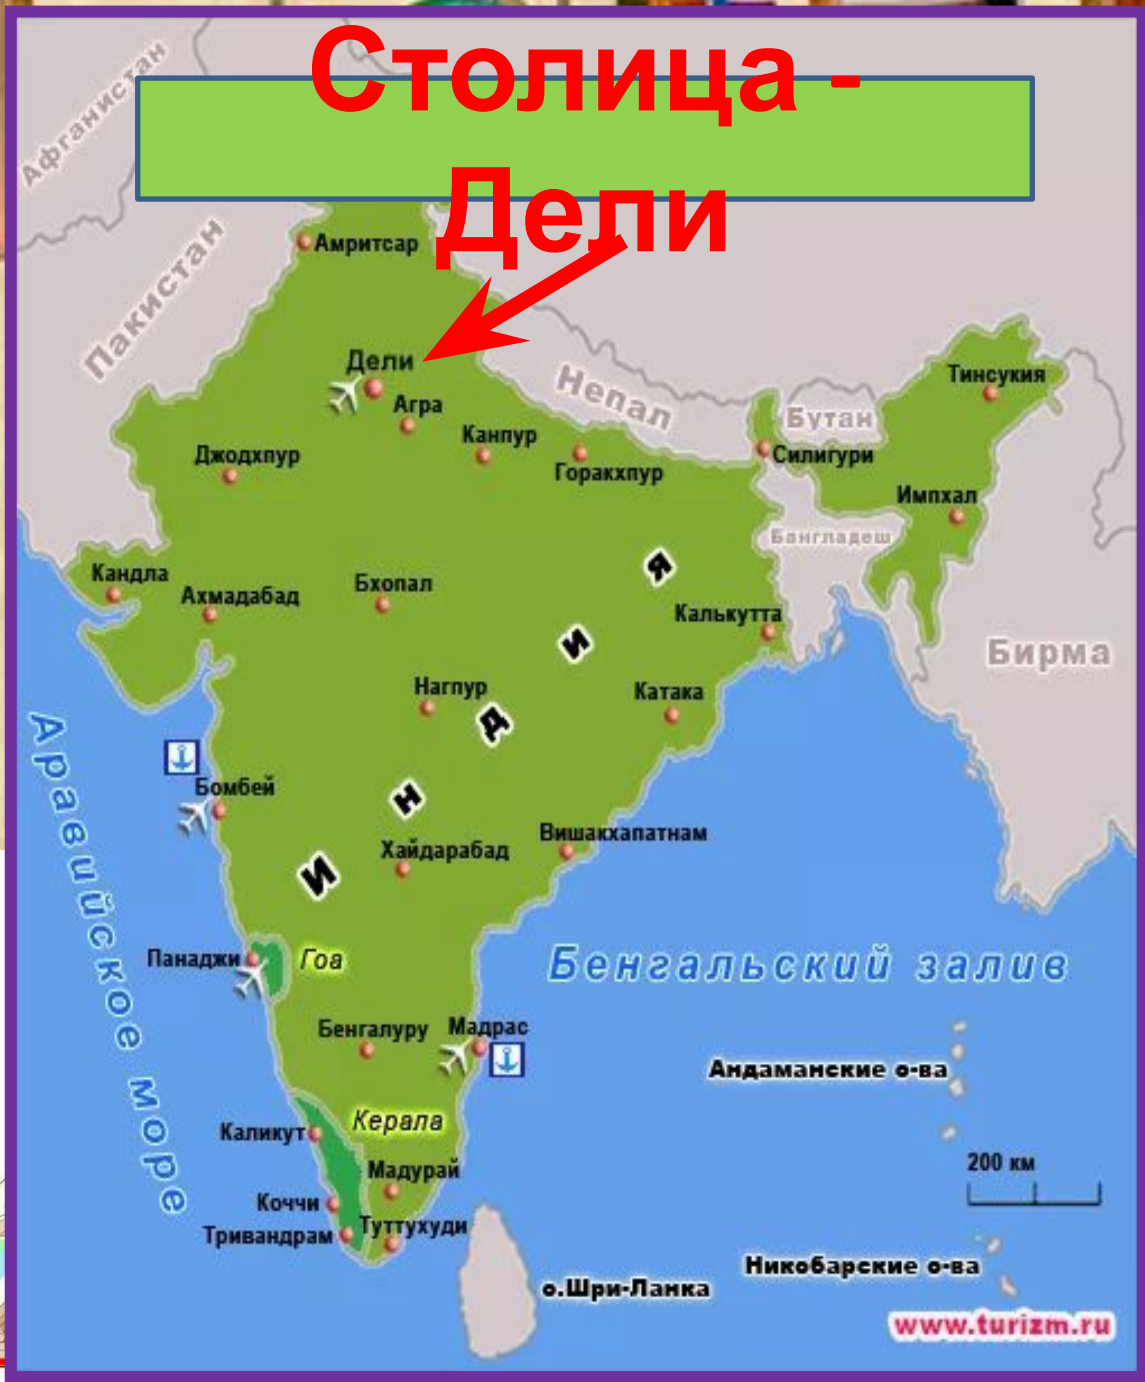 Столица -
Дели
Афганистан
Пакистан
Амритсар
Дели
Агра
Непал
Тинсукия
Бутан
Канпур
Джодхпур
Горакхпур
Силигури
Импхал
Бангладеш
Кандла
Ахмадабад
Бхопал
Калькутта
Бирма
Нагпур
Катака
ИНДИЯ
Аравийское море
Бомбей
Вишакхапатнам
Хайдарабад
Панаджи
Гоа
Бенгальский залив
Бенгалуру
Мадрас
Андаманские о-ва
Каликут
Керала
Мадурай
200 км
Коччи
Тривандрам
Туттухуди
Никобарские о-ва
о.Шри-Ланка
www.turizm.ru